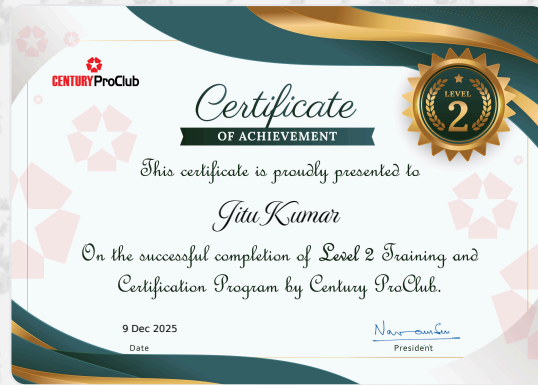 CENTURY ProClub
Certificate
OF ACHIEVEMENT
LEVEL
2
This certificate is proudly presented to
Jitu Kumar
On the successful completion of Level 2 Training and
Certification Program by Century ProClub.
9 Dec 2025
Date
President